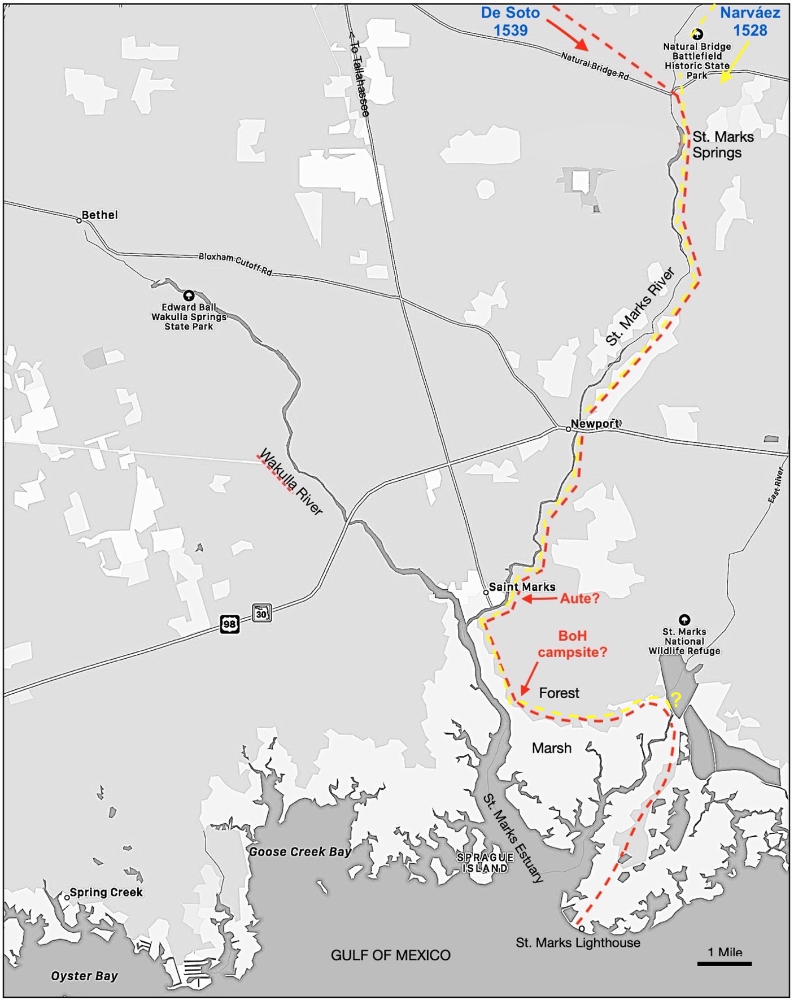 De Soto
1539
Narváez
1528
Natural Bridge
Battlefield
Historic State
Park
Natural Bridge Rd
< To Tallahassee
St. Marks
Springs
Bethel
Bloxham Cutoff Rd
Edward Ball
Wakulla Springs
State Park
St. Marks River
Newport
Wakulla River
East River
Saint Marks
Aute?
98
30
BoH
campsite?
St. Marks
National
Wildlife Refuge
Forest
?
Marsh
St. Marks Estuary
Goose Creek Bay
SPRAGUE
ISLAND
Spring Creek
St. Marks Lighthouse
GULF OF MEXICO
1 Mile
Oyster Bay